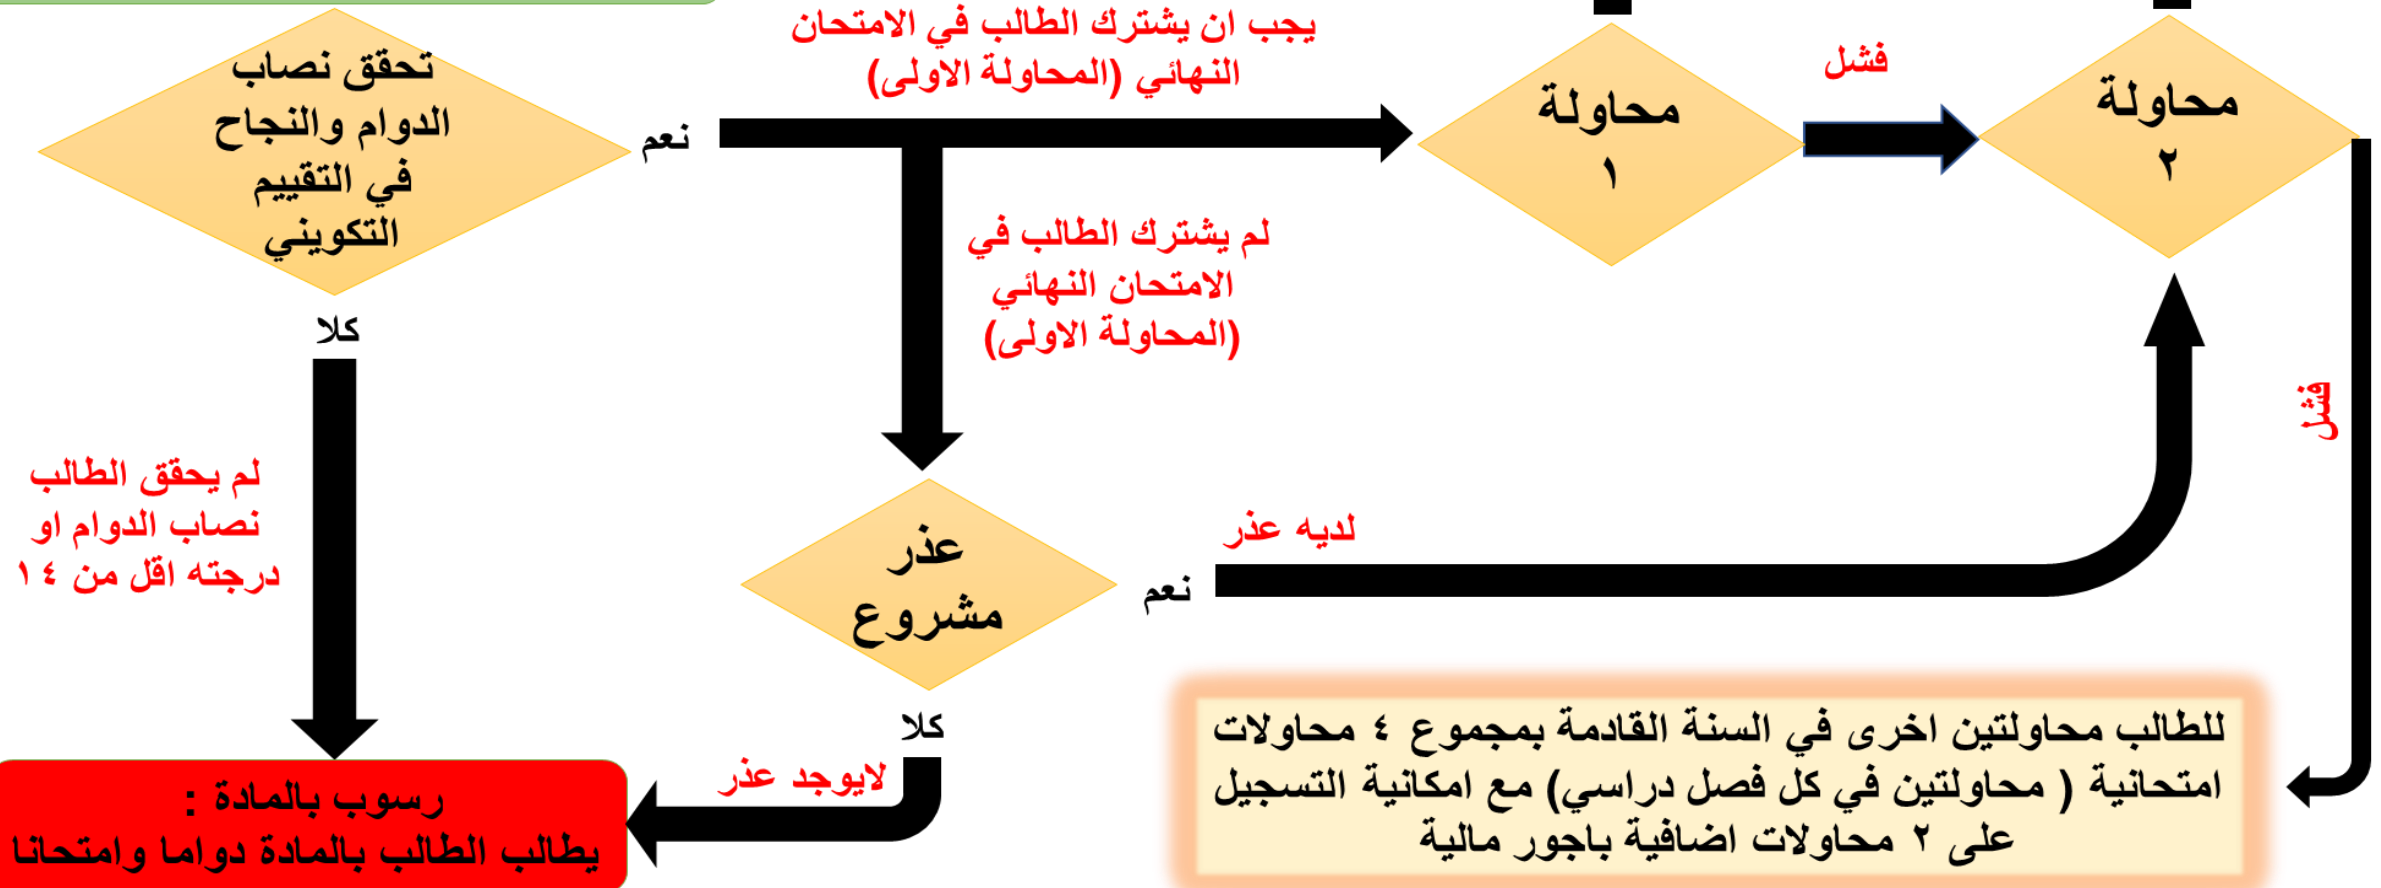 تحقق نصاب
الدوام والنجاح
في التقييم
التكويني
نعم
يجب ان يشترك الطالب في الامتحان
النهائي (المحاولة الاولى)
محاولة
١
فشل
محاولة
٢
فشل
لم يشترك الطالب في
الامتحان النهائي
(المحاولة الاولى)
كلا
لم يحقق الطالب
نصاب الدوام او
درجته اقل من ١٤
عذر
مشروع
نعم
لديه عذر
كلا
لايوجد عذر
رسوب بالمادة :
يطالب الطالب بالمادة دواما وامتحانا
للطالب محاولتين اخرى في السنة القادمة بمجموع ٤ محاولات
امتحانية ( محاولتين في كل فصل دراسي) مع امكانية التسجيل
على ٢ محاولات اضافية باجور مالية